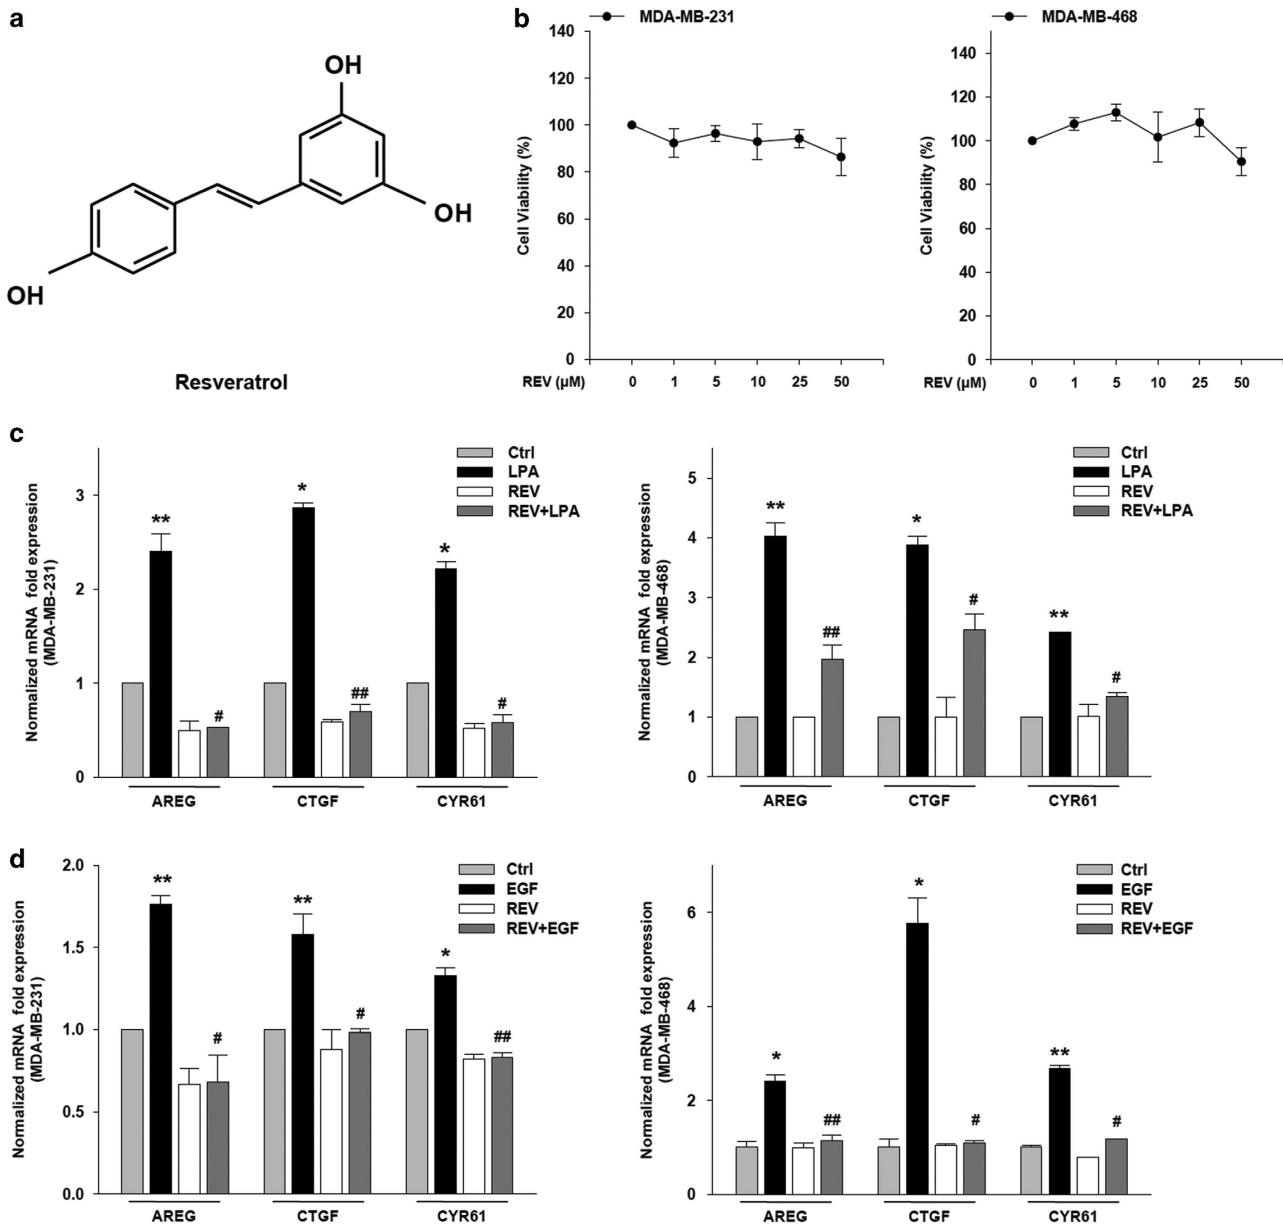 a
OH
OH
OH
Resveratrol
b
MDA-MB-231
140
120
100
80
60
40
20
0
Cell Viability (%)
REV (μM) 0 1 5 10 25 50
MDA-MB-468
140
120
100
80
60
40
20
0
Cell Viability (%)
REV (μM) 0 1 5 10 25 50
c
Normalized mRNA fold expression
(MDA-MB-231)
3
2
1
0
Ctrl
LPA
REV
REV+LPA
** * *
# ## #
AREG CTGF CYR61
Normalized mRNA fold expression
(MDA-MB-468)
5
4
3
2
1
0
Ctrl
LPA
REV
REV+LPA
** * **
## # #
AREG CTGF CYR61
d
Normalized mRNA fold expression
(MDA-MB-231)
2.0
1.5
1.0
0.5
0.0
Ctrl
EGF
REV
REV+EGF
** ** *
# # ##
AREG CTGF CYR61
Normalized mRNA fold expression
(MDA-MB-468)
6
4
2
0
Ctrl
EGF
REV
REV+EGF
* * **
## # #
AREG CTGF CYR61